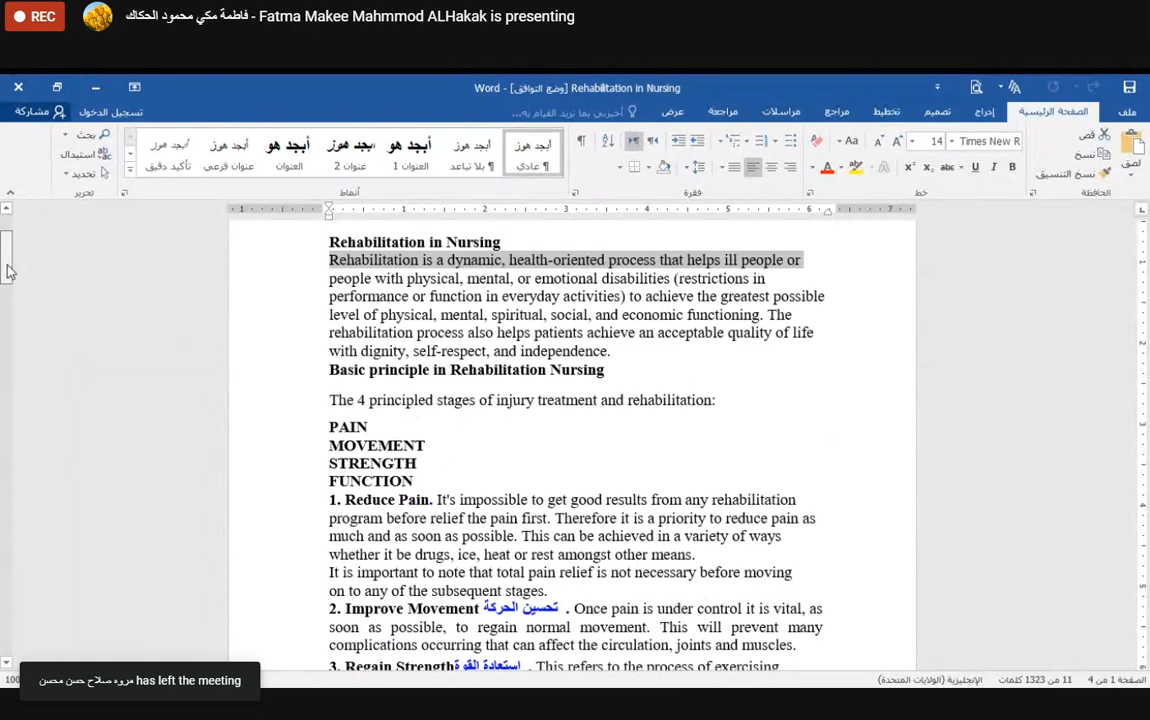 REC
فاطمة مكي محمود الحكاك - Fatma Makee Mahmmod ALHakak is presenting
Rehabilitation in Nursing [وضع التوافق] - Word
ملف
الصفحة الرئيسية
إدراج
تصميم
تخطيط
مراجع
مراسلات
مراجعة
عرض
أخبرني بما تريد القيام به...
تسجيل الدخول
مشاركة
لصق
قص
نسخ
نسخ التنسيق
الحافظة
Times New R
14
خط
فقرة
أبجد هوز
عادي
أبجد هوز
بلا تباعد
أبجد هوز
العنوان 1
أبجد هوز
عنوان 2
أبجد هو
العنوان
أبجد هوز
عنوان فرعي
أبجد هوز
تأكيد دقيق
أنماط
بحث
استبدال
تحديد
تحرير
Rehabilitation in Nursing
Rehabilitation is a dynamic, health-oriented process that helps ill people or
people with physical, mental, or emotional disabilities (restrictions in
performance or function in everyday activities) to achieve the greatest possible
level of physical, mental, spiritual, social, and economic functioning. The
rehabilitation process also helps patients achieve an acceptable quality of life
with dignity, self-respect, and independence.
Basic principle in Rehabilitation Nursing
The 4 principled stages of injury treatment and rehabilitation:
PAIN
MOVEMENT
STRENGTH
FUNCTION
1. Reduce Pain. It's impossible to get good results from any rehabilitation
program before relief the pain first. Therefore it is a priority to reduce pain as
much and as soon as possible. This can be achieved in a variety of ways
whether it be drugs, ice, heat or rest amongst other means.
It is important to note that total pain relief is not necessary before moving
on to any of the subsequent stages.
2. Improve Movement تحسين الحركة . Once pain is under control it is vital, as
soon as possible, to regain normal movement. This will prevent many
complications occurring that can affect the circulation, joints and muscles.
3. Regain Strength استعادة القوة . This refers to the process of exercising
مروه صلاح حسن محسن has left the meeting
الصفحة 1 من 4
11 من 1323 كلمات
الإنجليزية (الولايات المتحدة)